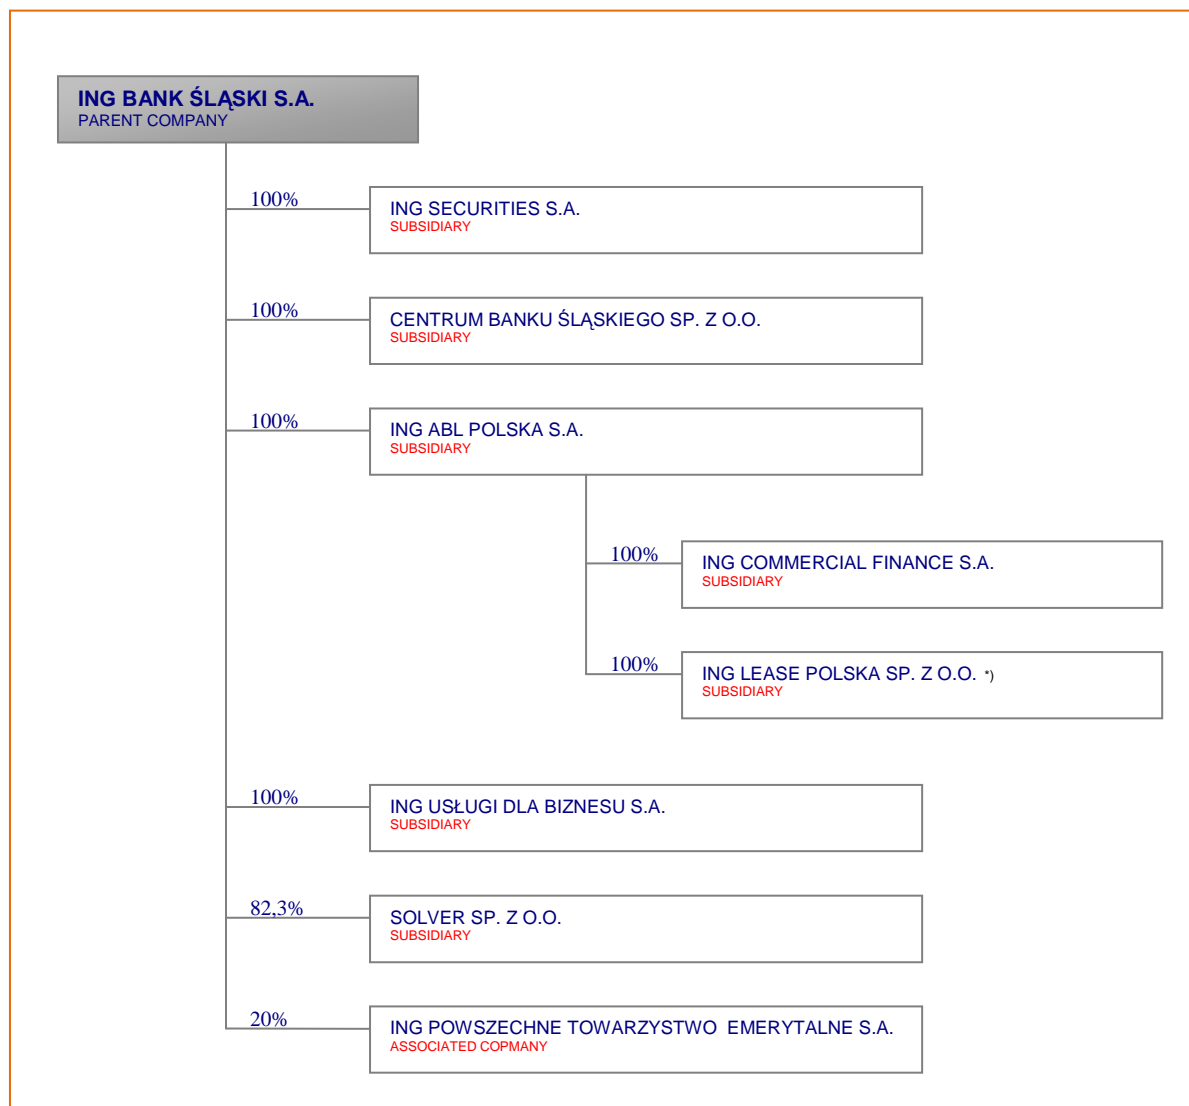 ING BANK ŚLĄSKI S.A.
PARENT COMPANY
100%
ING SECURITIES S.A.
SUBSIDIARY
100%
CENTRUM BANKU ŚLĄSKIEGO SP. Z O.O.
SUBSIDIARY
100%
ING ABL POLSKA S.A.
SUBSIDIARY
100%
ING COMMERCIAL FINANCE S.A.
SUBSIDIARY
100%
ING LEASE POLSKA SP. Z O.O. *)
SUBSIDIARY
100%
ING USŁUGI DLA BIZNESU S.A.
SUBSIDIARY
82,3%
SOLVER SP. Z O.O.
SUBSIDIARY
20%
ING POWSZECHNE TOWARZYSTWO EMERYTALNE S.A.
ASSOCIATED COPMANY